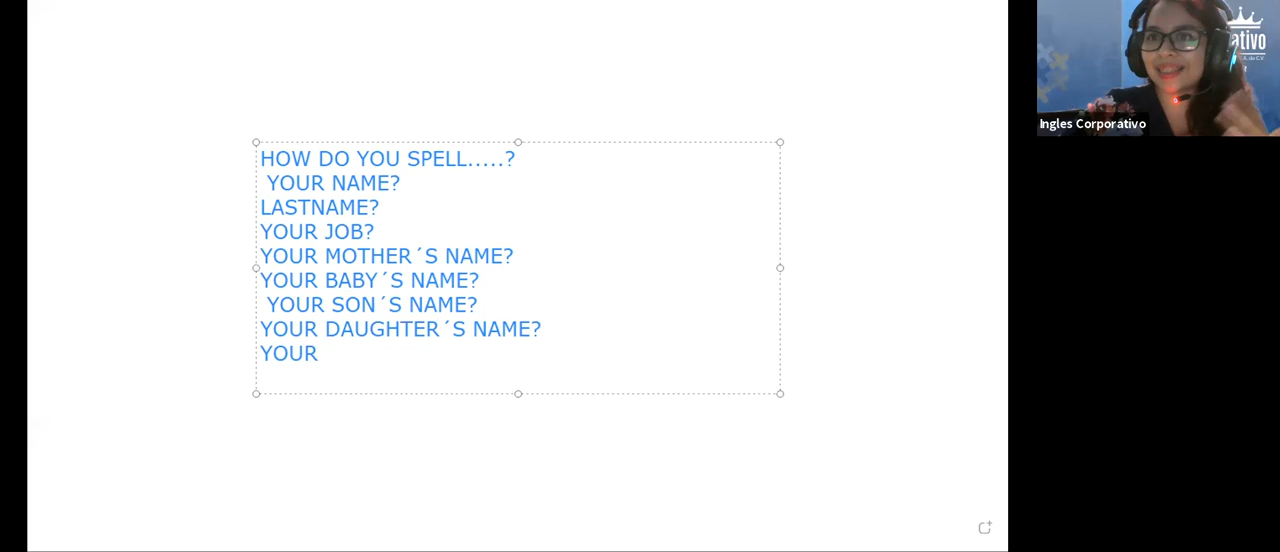 HOW DO YOU SPELL.....?
YOUR NAME?
LASTNAME?
YOUR JOB?
YOUR MOTHER´S NAME?
YOUR BABY´S NAME?
YOUR SON´S NAME?
YOUR DAUGHTER´S NAME?
YOUR
Ingles Corporativo